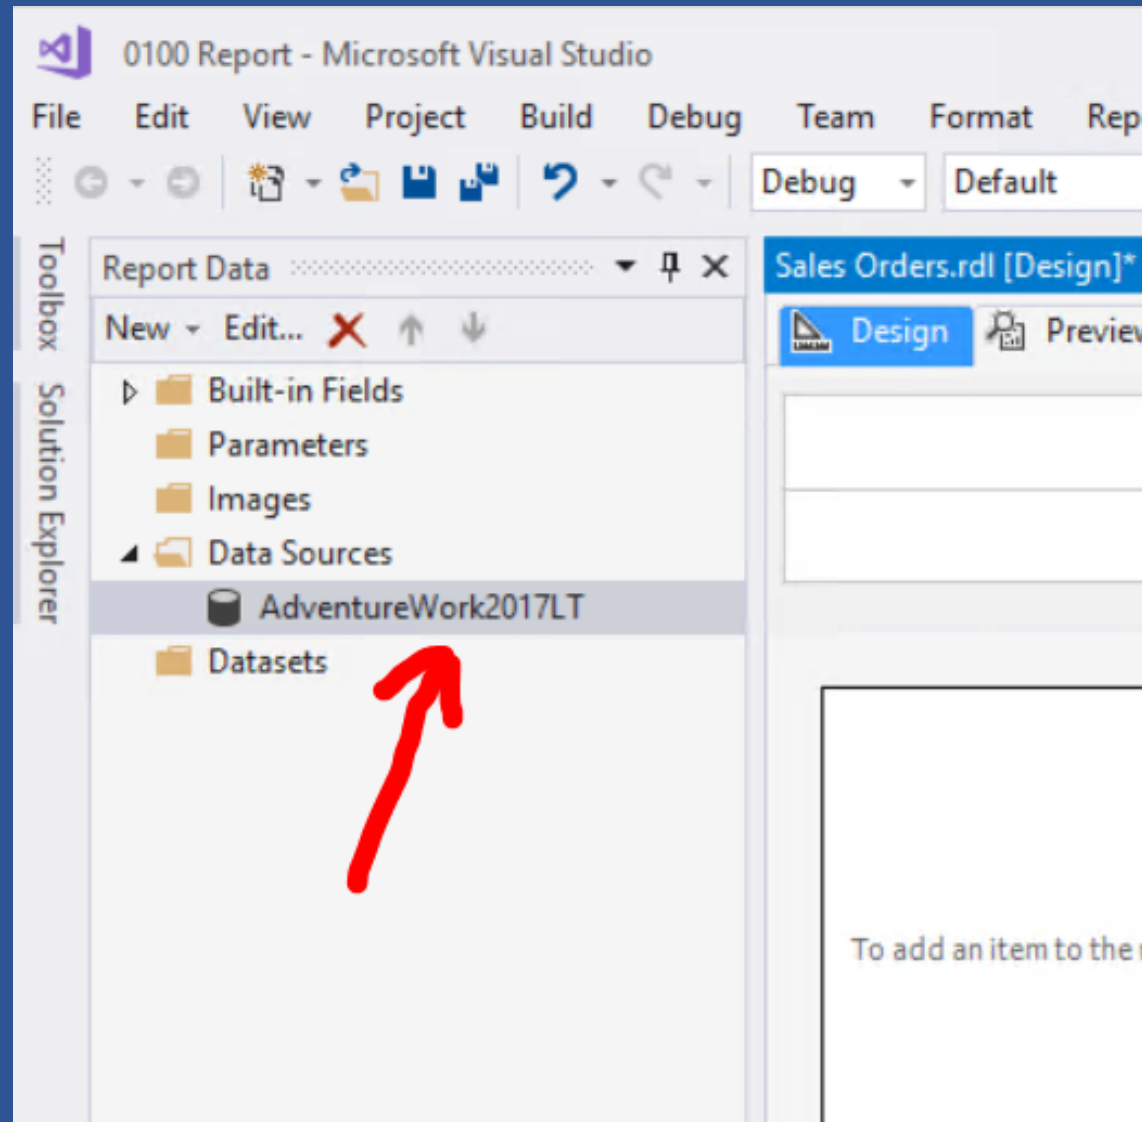 0100 Report - Microsoft Visual Studio
File Edit View Project Build Debug Team Format
Debug Default
Toolbox
Solution Explorer
Report Data
New Edit...
Built-in Fields
Parameters
Images
Data Sources
AdventureWork2017LT
Datasets
Sales Orders.rdl [Design]*
Design Preview
To add an item to the